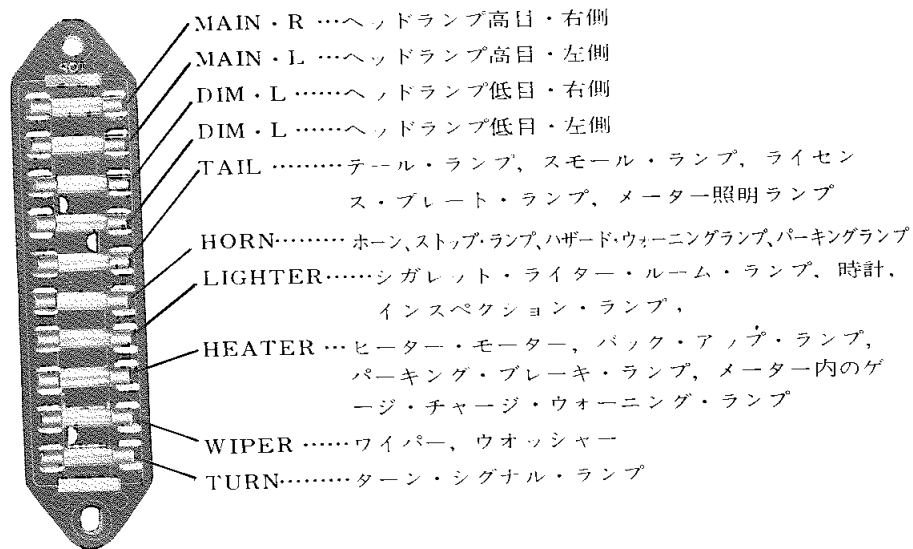 MAIN・R …ヘッドランプ高目・右側
MAIN・L …ヘッドランプ高目・左側
DIM・L ……ヘッドランプ低目・右側
DIM・L ……ヘッドランプ低目・左側
TAIL ………テール・ランプ, スモール・ランプ, ライセン
ス・プレート・ランプ, メーター照明ランプ
HORN………ホーン、ストップ・ランプ、ハザード・ウォーニングランプ、パーキングランプ
LIGHTER……シガレット・ライター・ルーム・ランプ, 時計,
インスペクション・ランプ,
HEATER …ヒーター・モーター, バック・アップ・ランプ,
パーキング・ブレーキ・ランプ, メーター内のゲ
ージ・チャージ・ウォーニング・ランプ
WIPER ……ワイパー, ウオッシャー
TURN………ターン・シグナル・ランプ